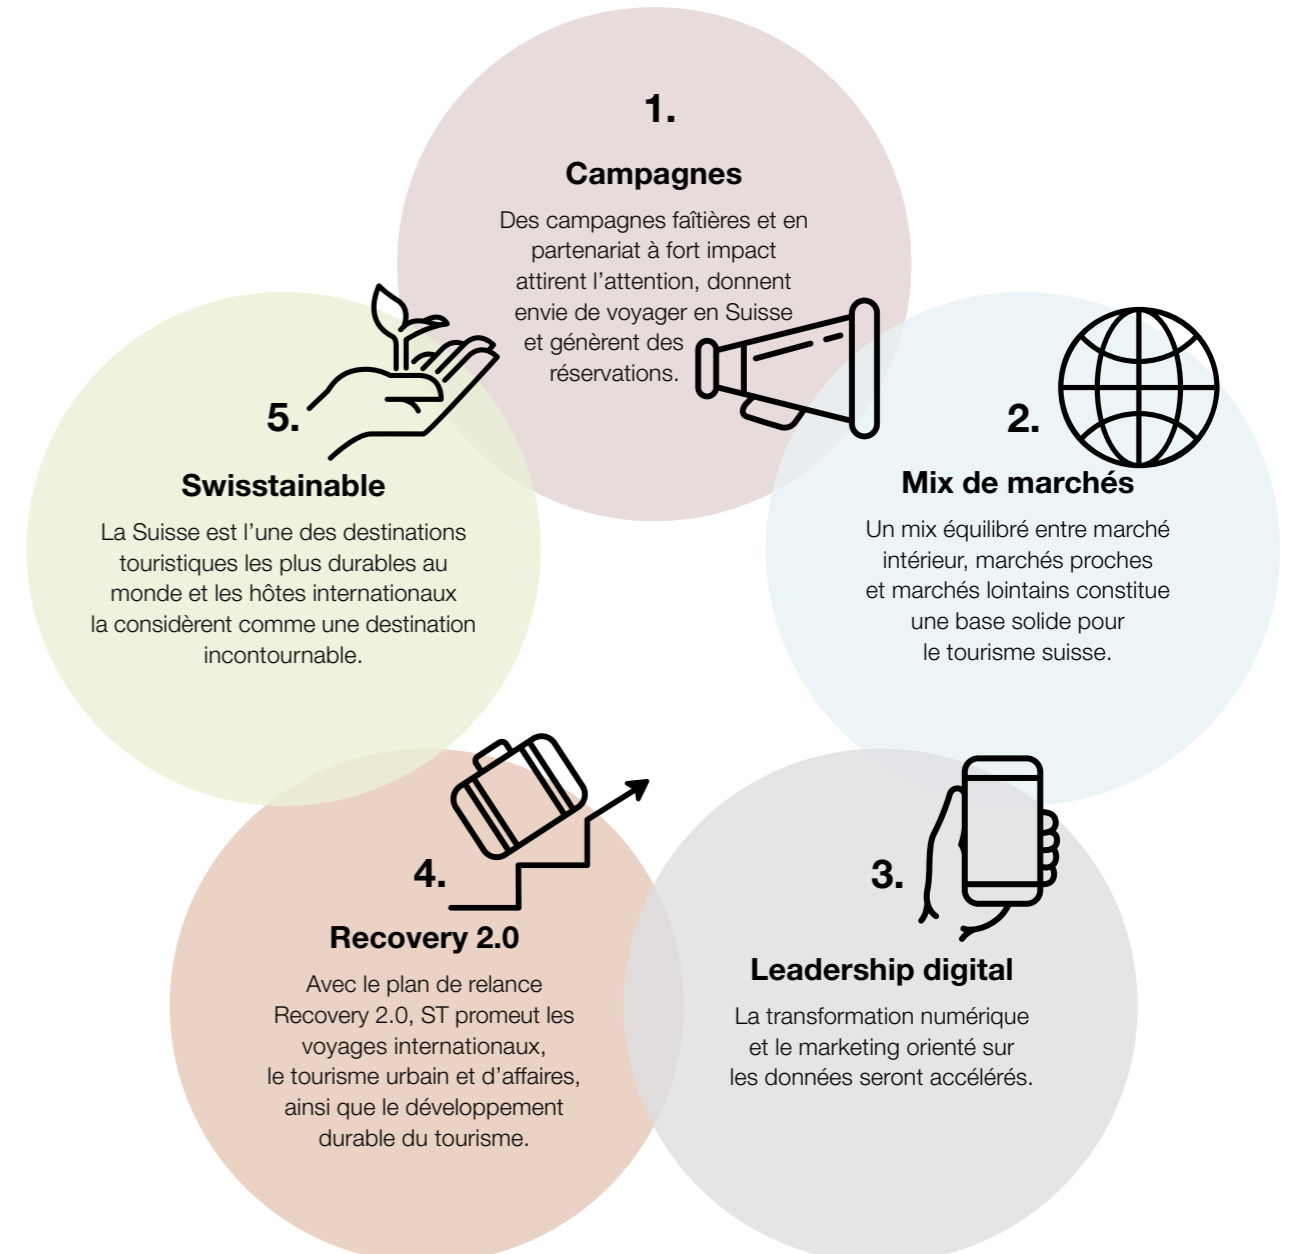 1.
Campagnes
Des campagnes faîtières et en
partenariat à fort impact
attirent l’attention, donnent
envie de voyager en Suisse
et génèrent des
réservations.
2.
Mix de marchés
Un mix équilibré entre marché
intérieur, marchés proches
et marchés lointains constitue
une base solide pour
le tourisme suisse.
3.
Leadership digital
La transformation numérique
et le marketing orienté sur
les données seront accélérés.
4.
Recovery 2.0
Avec le plan de relance
Recovery 2.0, ST promeut les
voyages internationaux,
le tourisme urbain et d’affaires,
ainsi que le développement
durable du tourisme.
5.
Swisstainable
La Suisse est l’une des destinations
touristiques les plus durables au
monde et les hôtes internationaux
la considèrent comme une destination
incontournable.